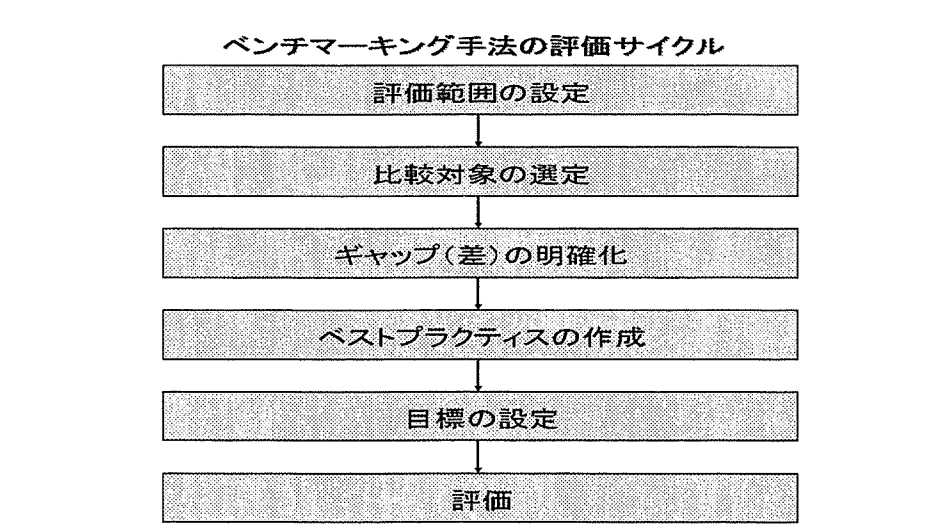 ベンチマーキング手法の評価サイクル
評価範囲の設定
比較対象の選定
ギャップ(差)の明確化
ベストプラクティスの作成
目標の設定
評価